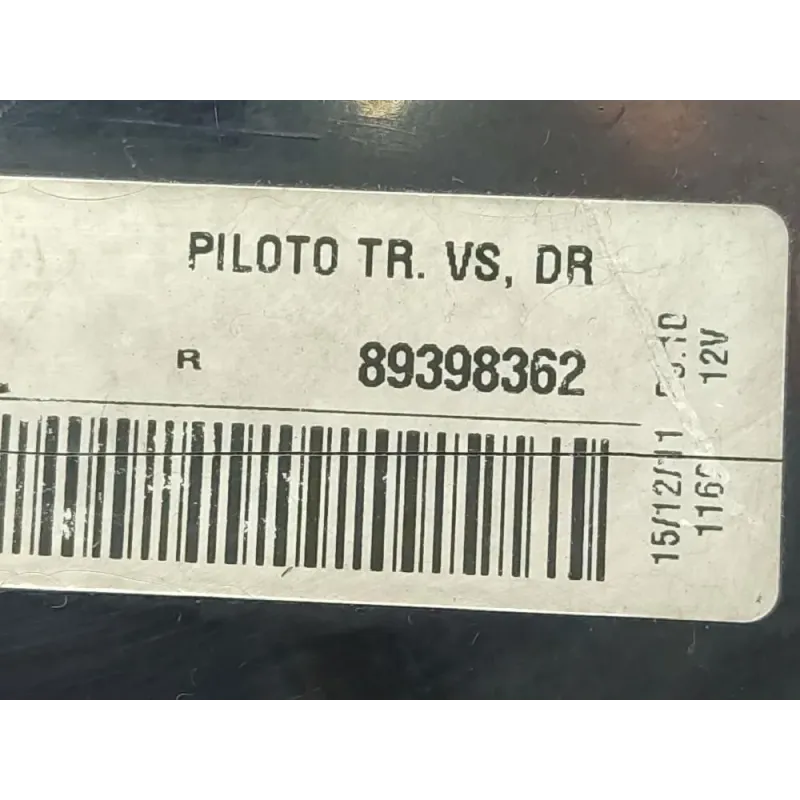 PILOTO TR. VS, DR
R 89398362
15/12/11
12V